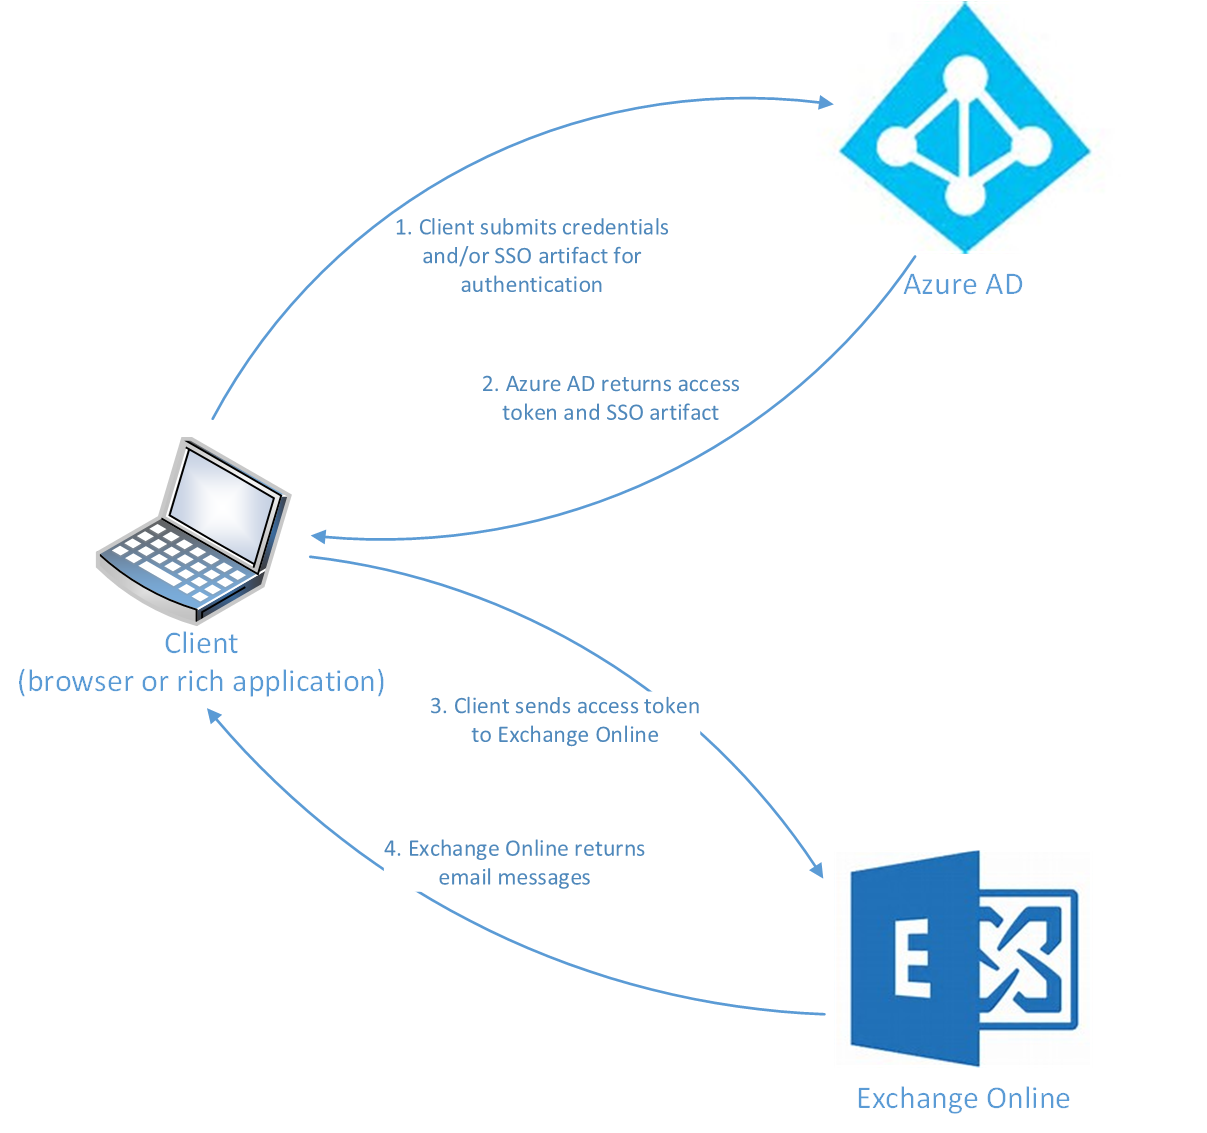 1. Client submits credentials
and/or SSO artifact for
authentication
Azure AD
2. Azure AD returns access
token and SSO artifact
Client
(browser or rich application)
3. Client sends access token
to Exchange Online
4. Exchange Online returns
email messages
E
Exchange Online